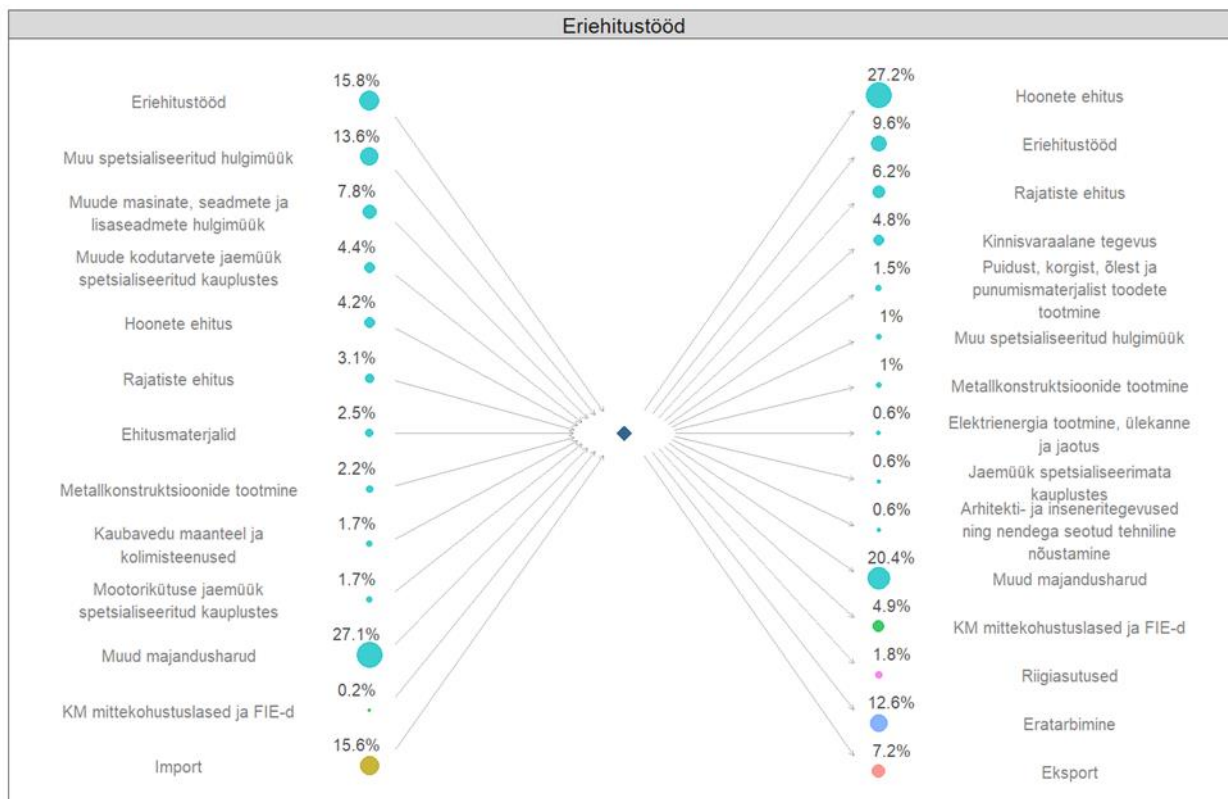 Eriehitustööd
15.8%
Eriehitustööd
13.6%
Muu spetsialiseeritud hulgimüük
7.8%
Muude masinate, seadmete ja
lisaseadmete hulgimüük
4.4%
Muude kodutarvete jaemüük
spetsialiseeritud kauplustes
4.2%
Hoonete ehitus
3.1%
Rajatiste ehitus
2.5%
Ehitusmaterjalid
2.2%
Metallkonstruktsioonide tootmine
1.7%
Kaubavedu maanteel ja
kolimisteenused
1.7%
Mootorikütuse jaemüük
spetsialiseeritud kauplustes
27.1%
Muud majandusharud
0.2%
KM mittekohustuslased ja FIE-d
15.6%
Import
27.2%
Hoonete ehitus
9.6%
Eriehitustööd
6.2%
Rajatiste ehitus
4.8%
Kinnisvaraalane tegevus
1.5%
Puidust, korgist, õlest ja
punumismaterjalist toodete
tootmine
1%
Muu spetsialiseeritud hulgimüük
1%
Metallkonstruktsioonide tootmine
0.6%
Elektrienergia tootmine, ülekanne
ja jaotus
0.6%
Jaemüük spetsialiseerimata
kauplustes
0.6%
Arhitekti- ja inseneritegevused
ning nendega seotud tehniline
nõustamine
20.4%
Muud majandusharud
4.9%
KM mittekohustuslased ja FIE-d
1.8%
Riigiasutused
12.6%
Eratarbimine
7.2%
Eksport